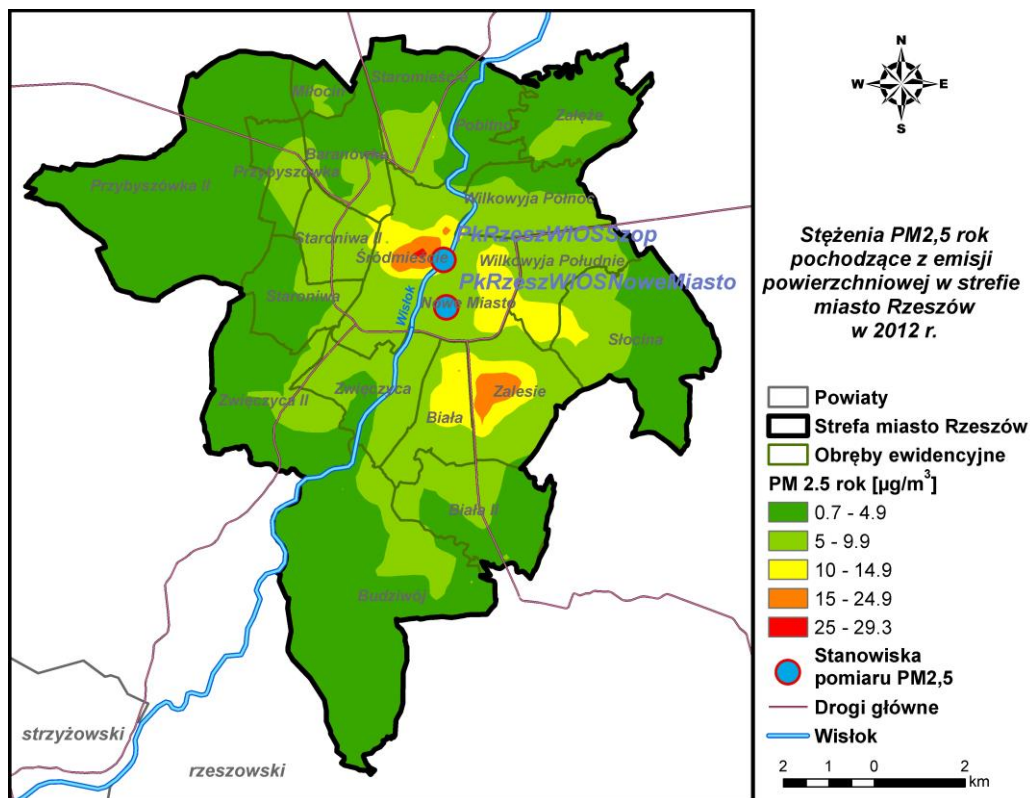 Staromieście
Miłocin
Pobitno
Załęże
Baranówka
Przybyszówka
Przybyszówka II
Wilkowyja Północ
PkRzeszWIOSSzop
Staroniwa II
Śródmieście
Wilkowyja Południe
PkRzeszWIOSNoweMiasto
Staroniwa
Nowe Miasto
Wisłok
Słocina
Zwięczyca
Zalesie
Zwięczyca II
Biała
Biała II
Budziwój
strzyżowski
rzeszowski
N
W E
S
Stężenia PM2,5 rok
pochodzące z emisji
powierzchniowej w strefie
miasto Rzeszów
w 2012 r.
Powiaty
Strefa miasto Rzeszów
Obręby ewidencyjne
PM 2.5 rok [µg/m³]
0.7 - 4.9
5 - 9.9
10 - 14.9
15 - 24.9
25 - 29.3
Stanowiska
pomiaru PM2,5
Drogi główne
Wisłok
2 1 0 2
km